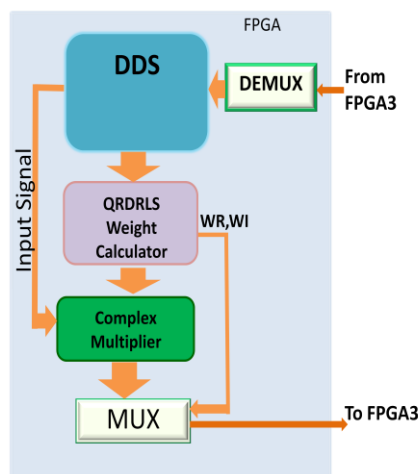 FPGA
DDS
DEMUX
From
FPGA3
Input Signal
QRDRLS
Weight
Calculator
WR,WI
Complex
Multiplier
MUX
To FPGA3